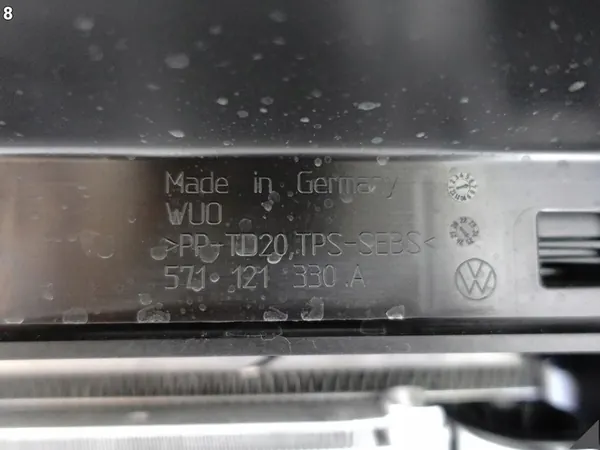 8
Made in Germany
WUO
>PP-TD20,TPS-SEBS<
571 121 330 A